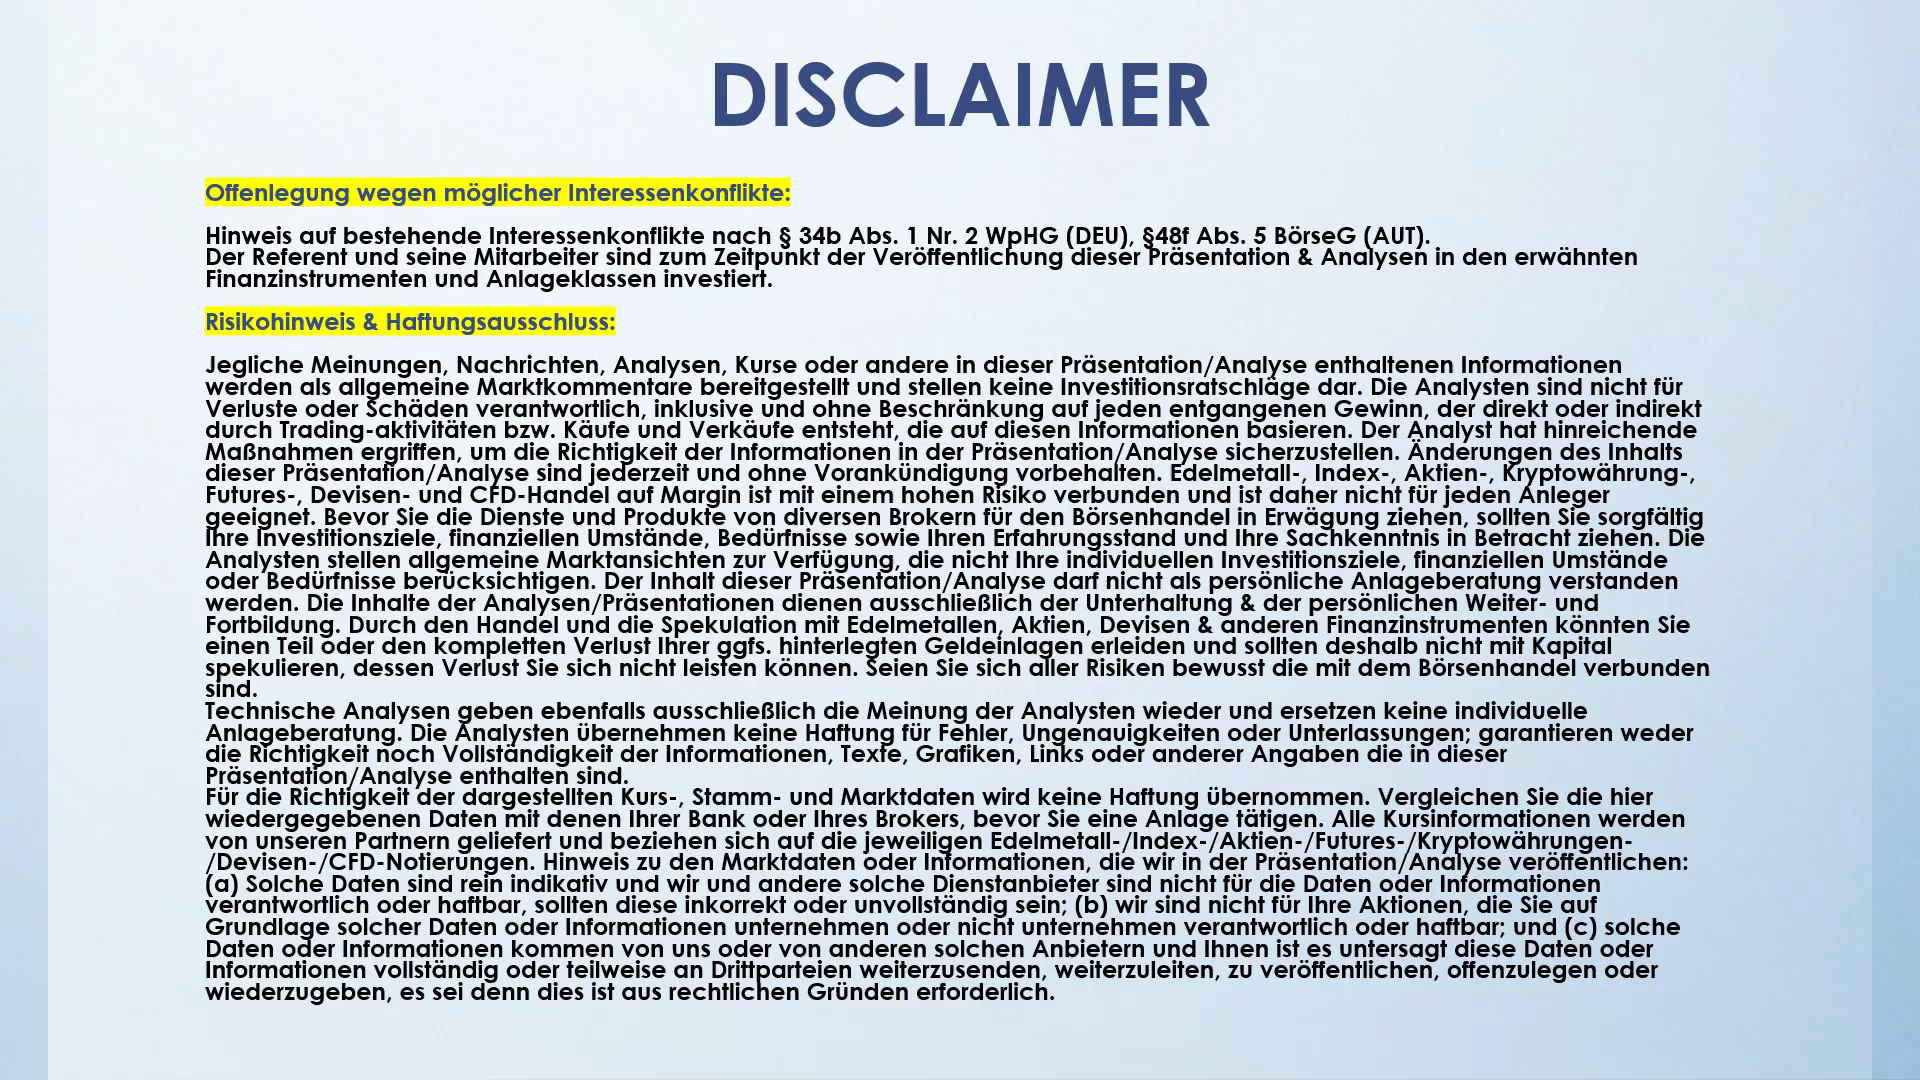 DISCLAIMER
Offenlegung wegen möglicher Interessenkonflikte:
Hinweis auf bestehende Interessenkonflikte nach § 34b Abs. 1 Nr. 2 WpHG (DEU), §48f Abs. 5 BörseG (AUT).
Der Referent und seine Mitarbeiter sind zum Zeitpunkt der Veröffentlichung dieser Präsentation & Analysen in den erwähnten
Finanzinstrumenten und Anlageklassen investiert.
Risikohinweis & Haftungsausschluss:
Jegliche Meinungen, Nachrichten, Analysen, Kurse oder andere in dieser Präsentation/Analyse enthaltenen Informationen
werden als allgemeine Marktkommentare bereitgestellt und stellen keine Investitionsratschläge dar. Die Analysten sind nicht für
Verluste oder Schäden verantwortlich, inklusive und ohne Beschränkung auf jeden entgangenen Gewinn, der direkt oder indirekt
durch Trading-aktivitäten bzw. Käufe und Verkäufe entsteht, die auf diesen Informationen basieren. Der Analyst hat hinreichende
Maßnahmen ergriffen, um die Richtigkeit der Informationen in der Präsentation/Analyse sicherzustellen. Änderungen des Inhalts
dieser Präsentation/Analyse sind jederzeit und ohne Vorankündigung vorbehalten. Edelmetall-, Index-, Aktien-, Kryptowährung-,
Futures-, Devisen- und CFD-Handel auf Margin ist mit einem hohen Risiko verbunden und ist daher nicht für jeden Anleger
geeignet. Bevor Sie die Dienste und Produkte von diversen Brokern für den Börsenhandel in Erwägung ziehen, sollten Sie sorgfältig
Ihre Investitionsziele, finanziellen Umstände, Bedürfnisse sowie Ihren Erfahrungsstand und Ihre Sachkenntnis in Betracht ziehen. Die
Analysten stellen allgemeine Marktansichten zur Verfügung, die nicht Ihre individuellen Investitionsziele, finanziellen Umstände
oder Bedürfnisse berücksichtigen. Der Inhalt dieser Präsentation/Analyse darf nicht als persönliche Anlageberatung verstanden
werden. Die Inhalte der Analysen/Präsentationen dienen ausschließlich der Unterhaltung & der persönlichen Weiter- und
Fortbildung. Durch den Handel und die Spekulation mit Edelmetallen, Aktien, Devisen & anderen Finanzinstrumenten könnten Sie
einen Teil oder den kompletten Verlust Ihrer ggfs. hinterlegten Geldeinlagen erleiden und sollten deshalb nicht mit Kapital
spekulieren, dessen Verlust Sie sich nicht leisten können. Seien Sie sich aller Risiken bewusst die mit dem Börsenhandel verbunden
sind.
Technische Analysen geben ebenfalls ausschließlich die Meinung der Analysten wieder und ersetzen keine individuelle
Anlageberatung. Die Analysten übernehmen keine Haftung für Fehler, Ungenauigkeiten oder Unterlassungen; garantieren weder
die Richtigkeit noch Vollständigkeit der Informationen, Texte, Grafiken, Links oder anderer Angaben die in dieser
Präsentation/Analyse enthalten sind.
Für die Richtigkeit der dargestellten Kurs-, Stamm- und Marktdaten wird keine Haftung übernommen. Vergleichen Sie die hier
wiedergegebenen Daten mit denen Ihrer Bank oder Ihres Brokers, bevor Sie eine Anlage tätigen. Alle Kursinformationen werden
von unseren Partnern geliefert und beziehen sich auf die jeweiligen Edelmetall-/Index-/Aktien-/Futures-/Kryptowährungen-
/Devisen-/CFD-Notierungen. Hinweis zu den Marktdaten oder Informationen, die wir in der Präsentation/Analyse veröffentlichen:
(a) Solche Daten sind rein indikativ und wir und andere solche Dienstanbieter sind nicht für die Daten oder Informationen
verantwortlich oder haftbar, sollten diese inkorrekt oder unvollständig sein; (b) wir sind nicht für Ihre Aktionen, die Sie auf
Grundlage solcher Daten oder Informationen unternehmen oder nicht unternehmen verantwortlich oder haftbar; und (c) solche
Daten oder Informationen kommen von uns oder von anderen solchen Anbietern und Ihnen ist es untersagt diese Daten oder
Informationen vollständig oder teilweise an Drittparteien weiterzusenden, weiterzuleiten, zu veröffentlichen, offenzulegen oder
wiederzugeben, es sei denn dies ist aus rechtlichen Gründen erforderlich.